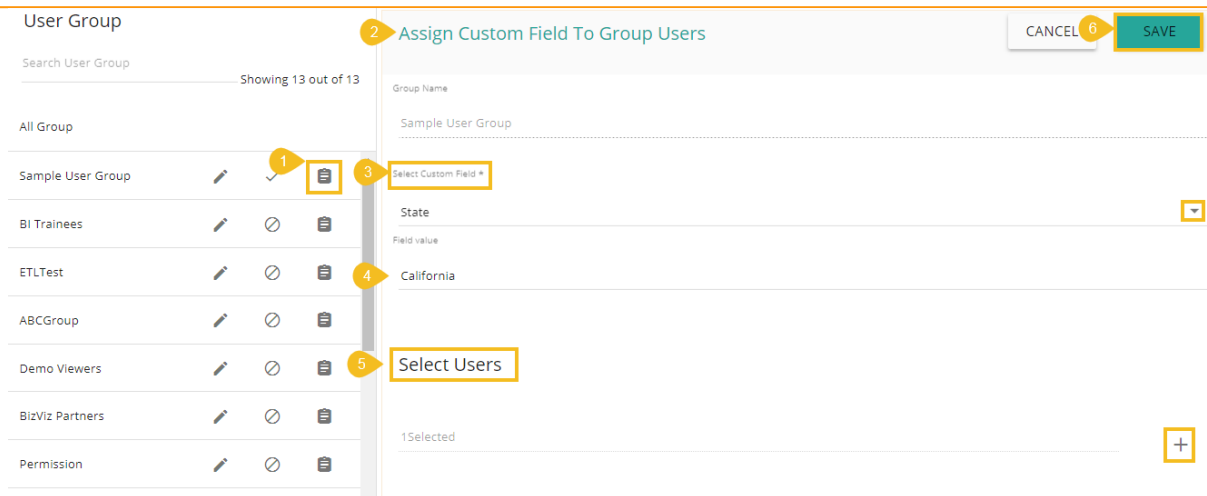 User Group
Search User Group
Showing 13 out of 13
All Group
1
Sample User Group
BI Trainees
ETLTest
ABCGroup
Demo Viewers
BizViz Partners
Permission
2
Assign Custom Field To Group Users
CANCEL
6
SAVE
Group Name
Sample User Group
3
Select Custom Field *
State
Field value
4
California
5
Select Users
1Selected